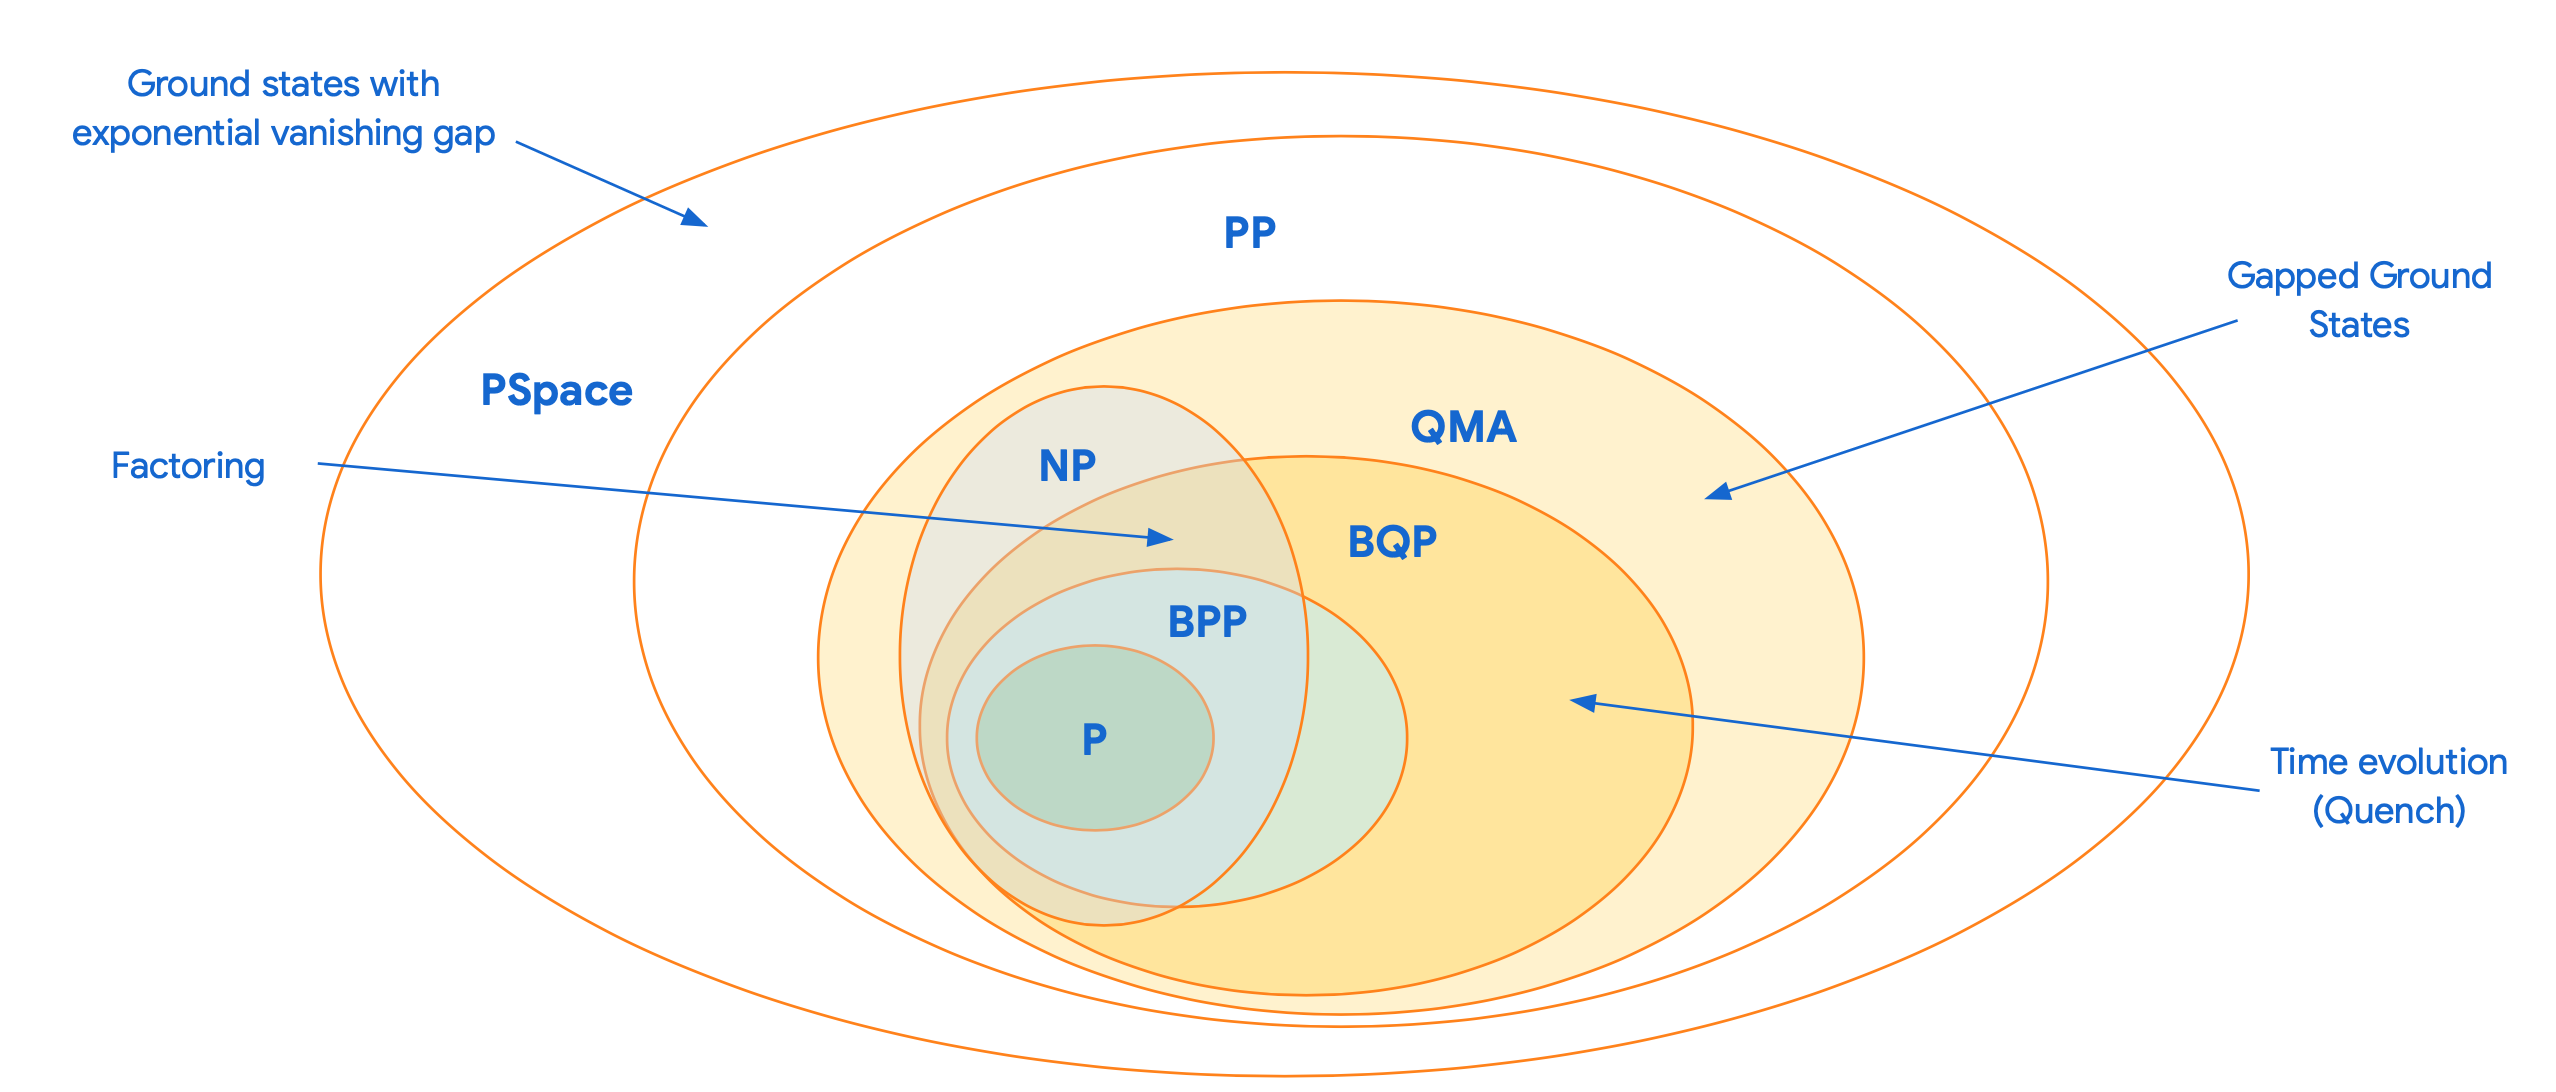 Ground states with
exponential vanishing gap
PP
Gapped Ground
States
PSpace
QMA
Factoring
NP
BQP
BPP
P
Time evolution
(Quench)